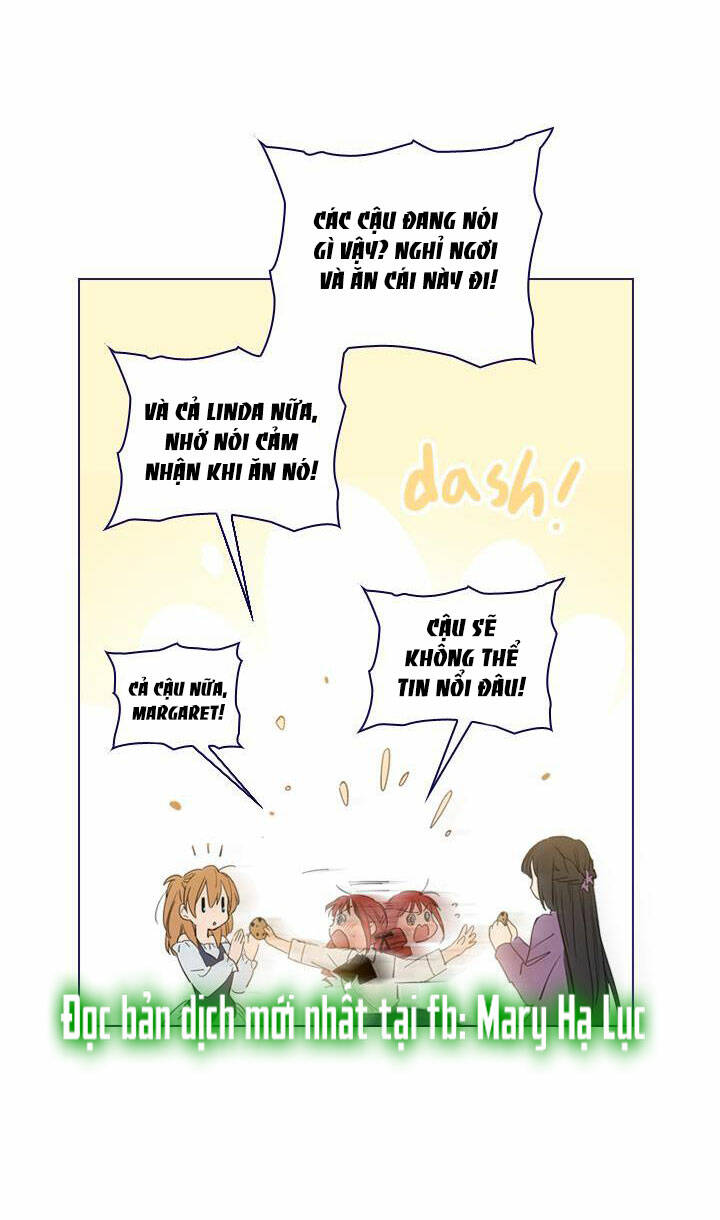 CÁC CẬU ĐANG NÓI
GÌ VẬY? NGHỈ NGƠI
VÀ ĂN CÁI NÀY ĐI!
VÀ CẢ LINDA NỮA,
NHỚ NÓI CẢM
NHẬN KHI ĂN NÓ!
dash!
CẬU SẼ
KHÔNG THỂ
TIN NỔI ĐÂU!
CẢ CẬU NỮA,
MARGARET!
Đọc bản dịch mới nhất tại fb: Mary Hạ Lục